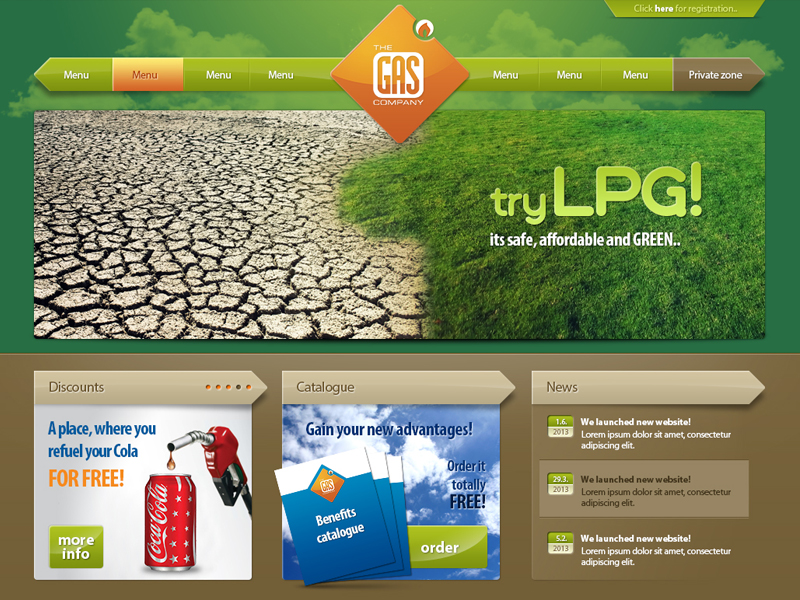 Click here for registration..
THE
GAS
COMPANY
Menu
Menu
Menu
Menu
Menu
Menu
Menu
Private zone
try LPG!
its safe, affordable and GREEN..
Discounts
A place, where you
refuel your Cola
FOR FREE!
Coca-Cola
more
info
Catalogue
Gain your new advantages!
Order it
totally
FREE!
GAS
Benefits
catalogue
order
News
1.6.
2013
We launched new website!
Lorem ipsum dolor sit amet, consectetur
adipiscing elit.
29.3.
2013
We launched new website!
Lorem ipsum dolor sit amet, consectetur
adipiscing elit.
5.2.
2013
We launched new website!
Lorem ipsum dolor sit amet, consectetur
adipiscing elit.